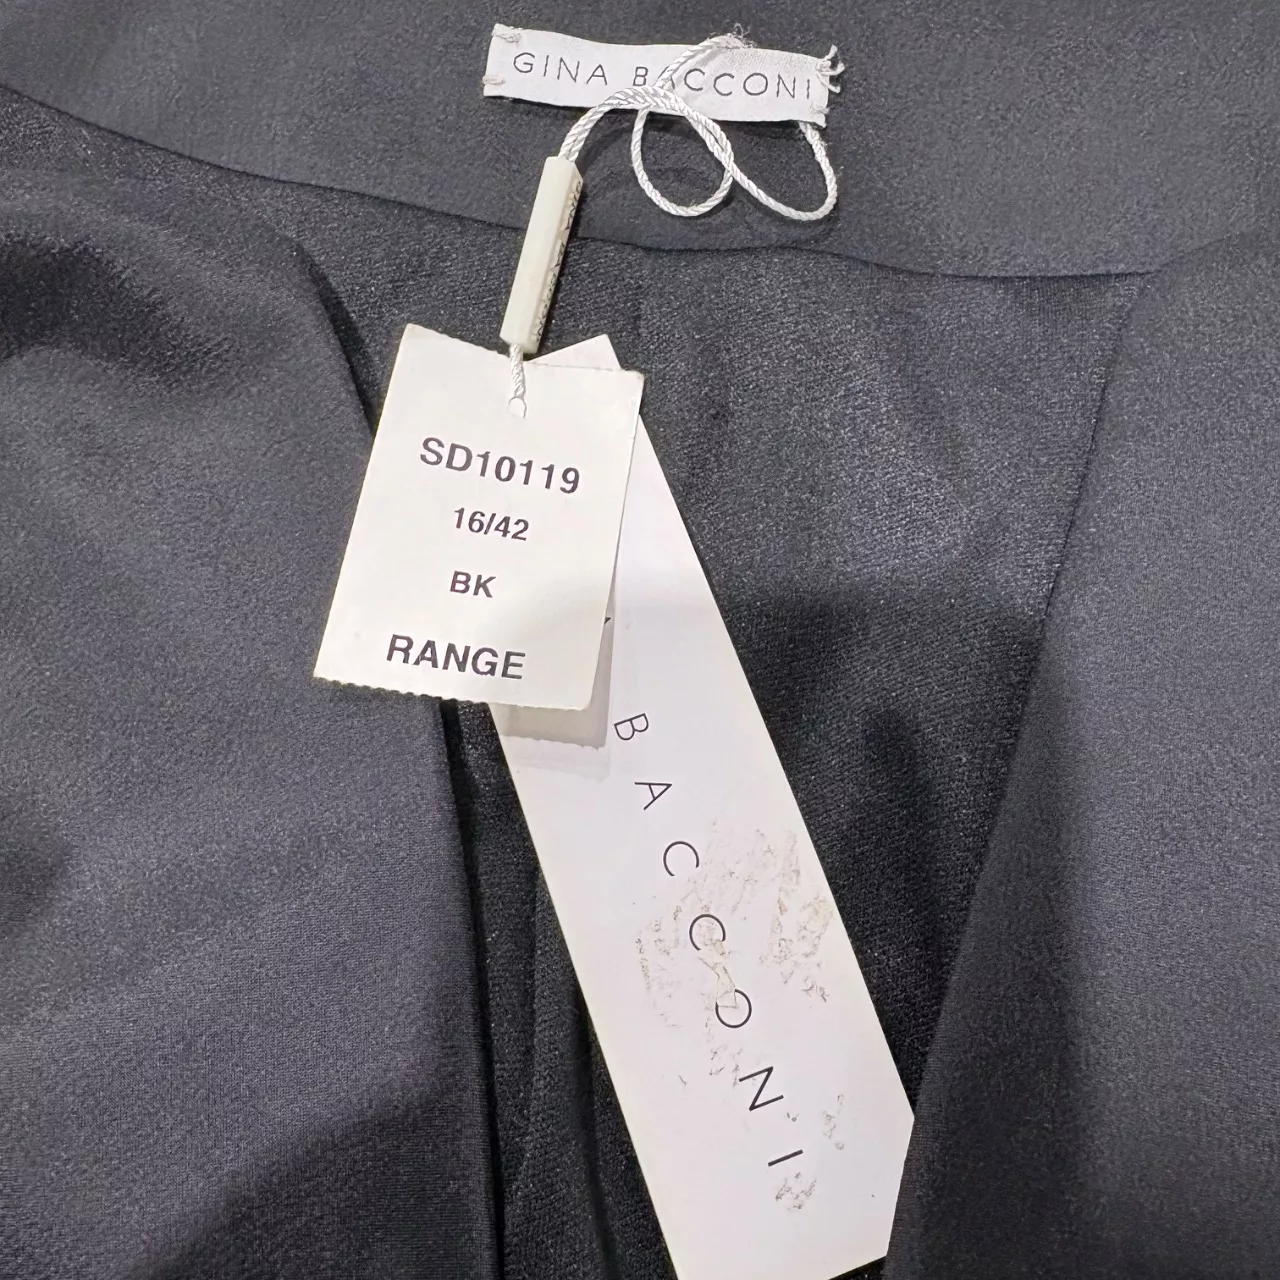 GINA BACCONI
SD10119
16/42
BK
RANGE
BACCONI